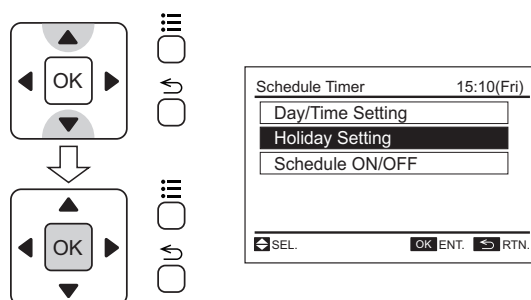 OK
OK
Schedule Timer 15:10(Fri)
Day/Time Setting
Holiday Setting
Schedule ON/OFF
SEL. OK ENT. RTN.